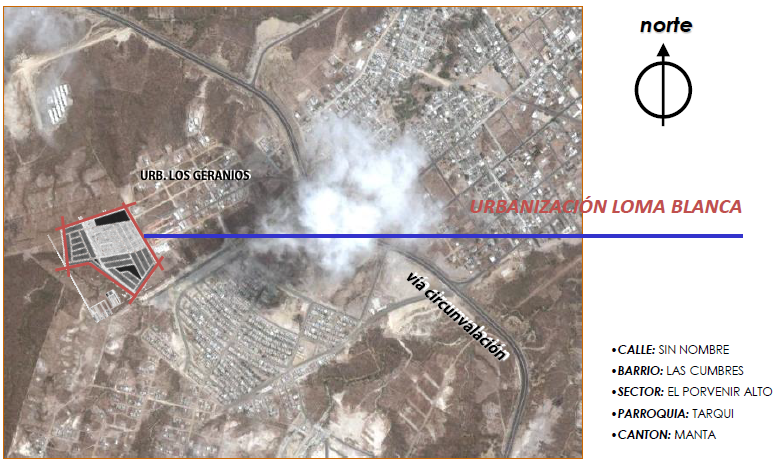 norte
URB. LOS GERANIOS
URBANIZACIÓN LOMA BLANCA
vía circunvalación
•CALLE: SIN NOMBRE
•BARRIO: LAS CUMBRES
•SECTOR: EL PORVENIR ALTO
•PARROQUIA: TARQUI
•CANTON: MANTA